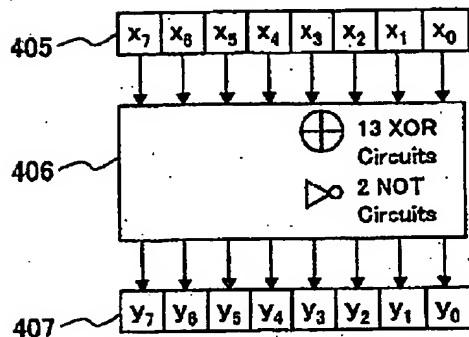 405 x₇ x₆ x₅ x₄ x₃ x₂ x₁ x₀
13 XOR
Circuits
406
2 NOT
Circuits
407 y₇ y₆ y₅ y₄ y₃ y₂ y₁ y₀